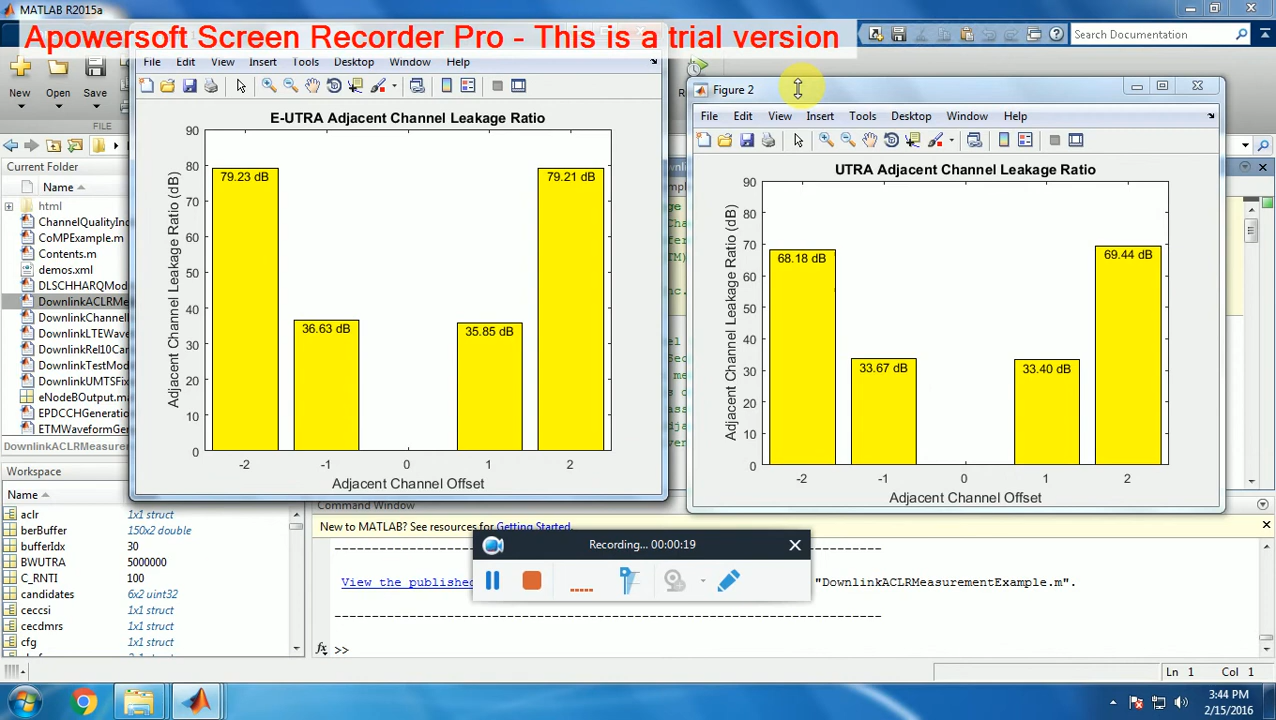 MATLAB R2015a
Apowersoft Screen Recorder Pro - This is a trial version
Search Documentation
New Open Save
FILE
Current Folder
Name
html
ChannelQualityInd
CoMPExample.m
Contents.m
demos.xml
DLSCHHARQMod
DownlinkACLRMe
DownlinkChannel
DownlinkLTEWave
DownlinkRel10Can
DownlinkTestMod
DownlinkUMTSFix
eNodeBOutput.ma
EPDCCHGeneratio
ETMWaveformGen
DownlinkACLRMeasurem
Workspace
Name
aclr 1x1 struct
berBuffer 150x2 double
bufferIdx 30
BWUTRA 5000000
C_RNTI 100
candidates 6x2 uint32
ceccsi 1x1 struct
cecdmrs 1x1 struct
cfg 1x1 struct
File Edit View Insert Tools Desktop Window Help
E-UTRA Adjacent Channel Leakage Ratio
Adjacent Channel Leakage Ratio (dB)
90
80
70
60
50
40
30
20
10
0
79.23 dB
36.63 dB
35.85 dB
79.21 dB
-2 -1 0 1 2
Adjacent Channel Offset
Figure 2
File Edit View Insert Tools Desktop Window Help
UTRA Adjacent Channel Leakage Ratio
Adjacent Channel Leakage Ratio (dB)
90
80
70
60
50
40
30
20
10
0
68.18 dB
33.67 dB
33.40 dB
69.44 dB
-2 -1 0 1 2
Adjacent Channel Offset
Command Window
New to MATLAB? See resources for Getting Started.
Recording... 00:00:19
View the published "DownlinkACLRMeasurementExample.m".
fx >>
Ln 1 Col 1
3:44 PM
2/15/2016